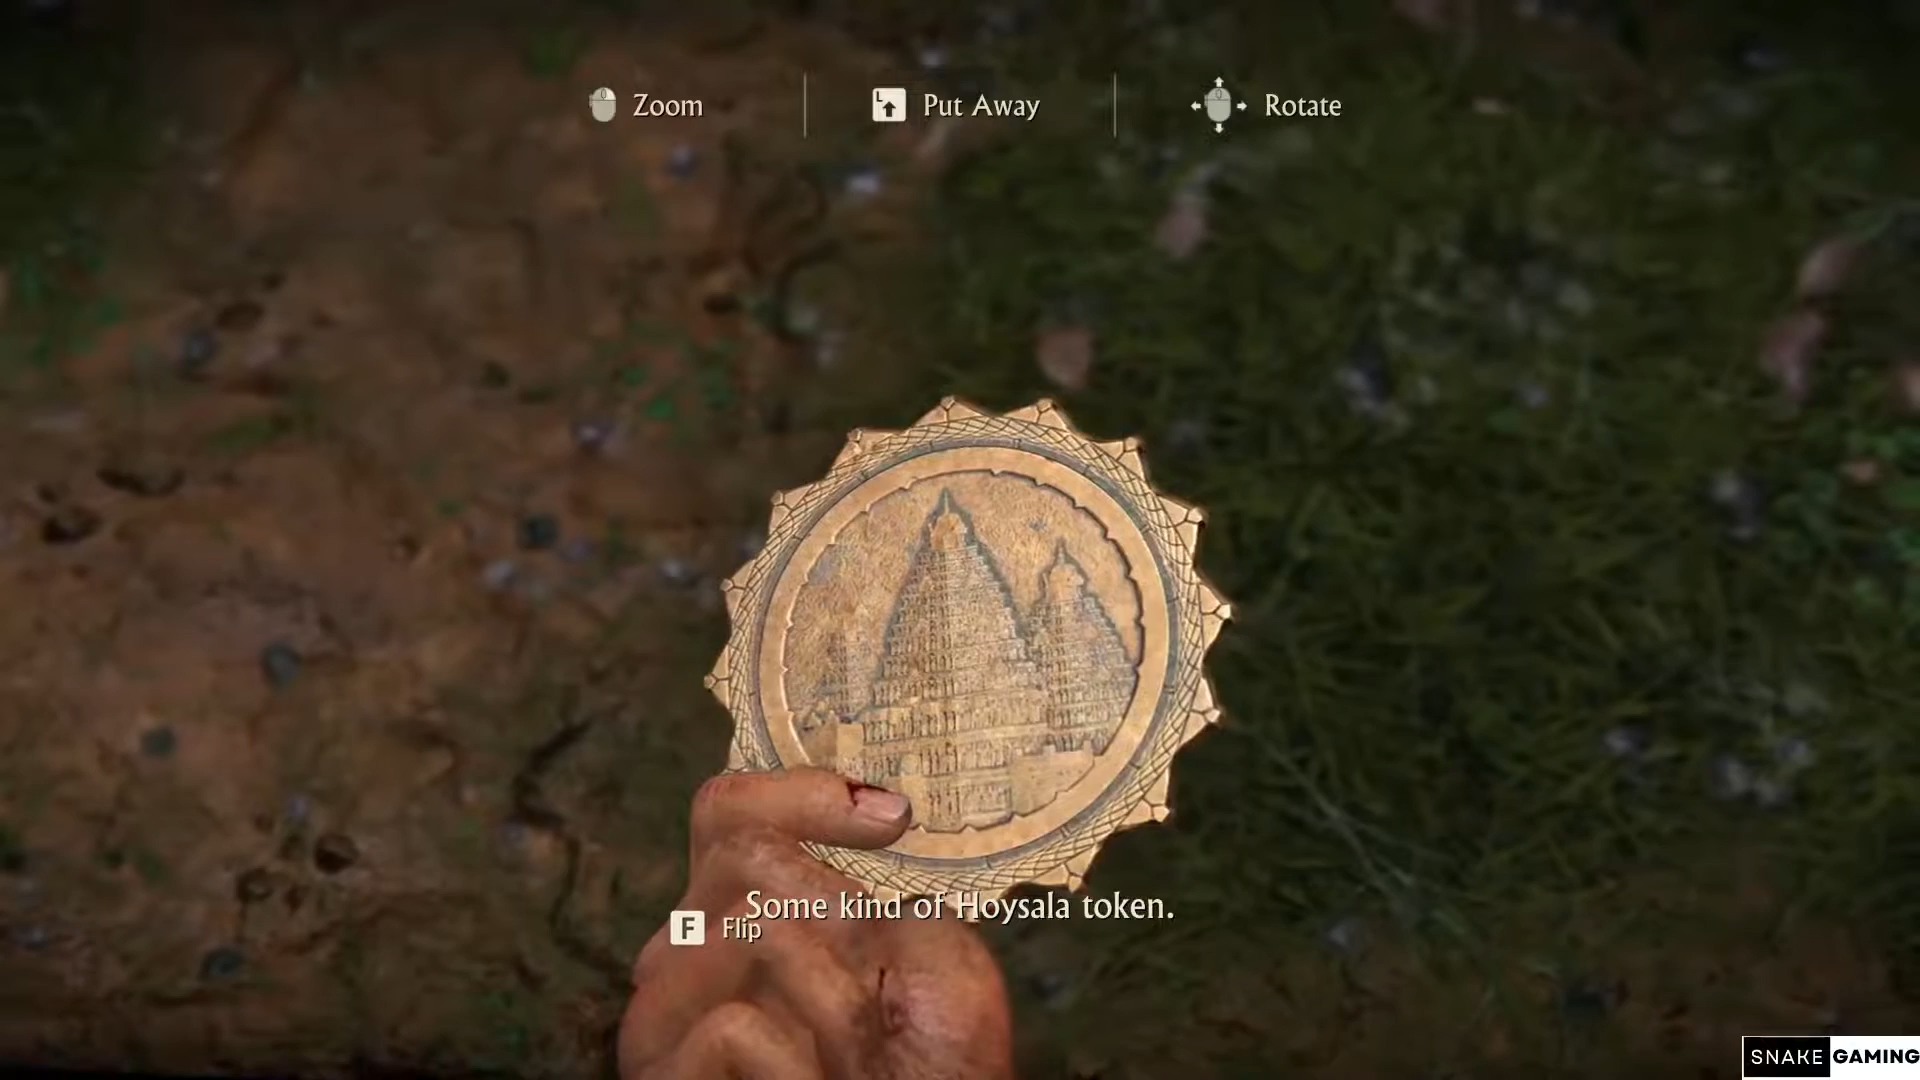 Zoom
L
Put Away
Rotate
Some kind of Hoysala token.
F Flip
SNAKE GAMING